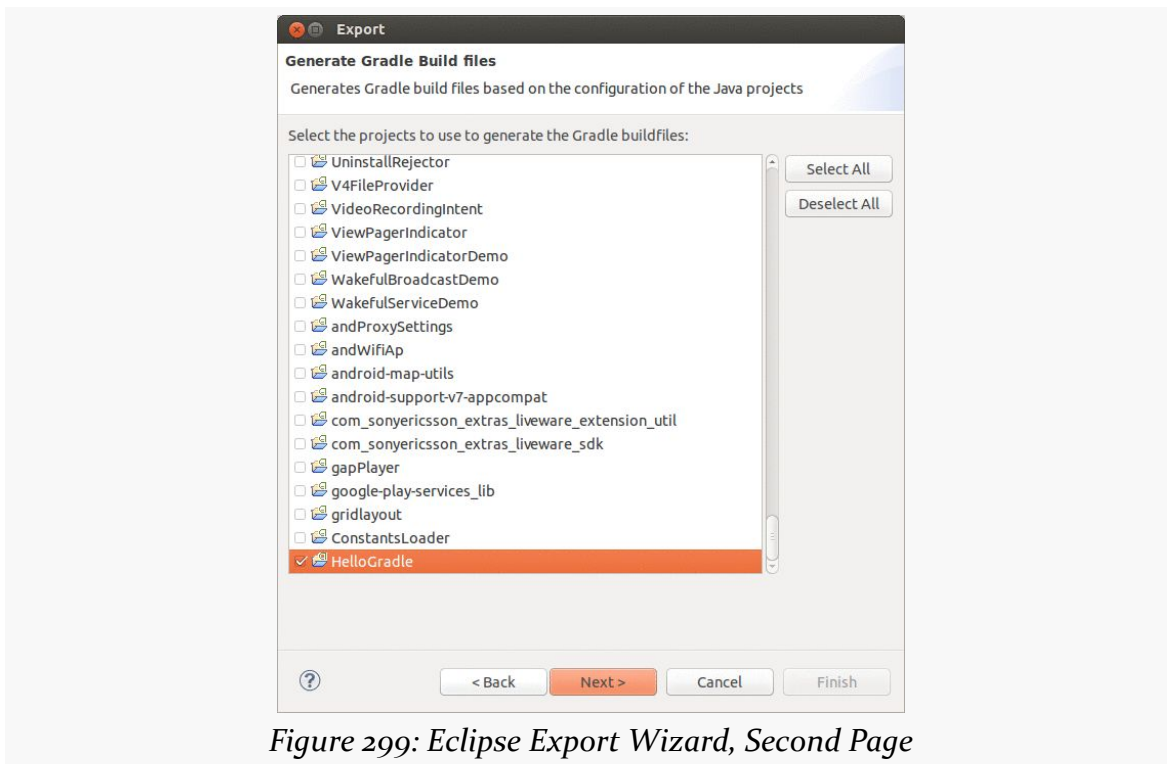 Export
Generate Gradle Build files
Generates Gradle build files based on the configuration of the Java projects
Select the projects to use to generate the Gradle buildfiles:
UninstallRejector
V4FileProvider
VideoRecordingIntent
ViewPagerIndicator
ViewPagerIndicatorDemo
WakefulBroadcastDemo
WakefulServiceDemo
andProxySettings
andWifiAp
android-map-utils
android-support-v7-appcompat
com_sonyericsson_extras_liveware_extension_util
com_sonyericsson_extras_liveware_sdk
gapPlayer
google-play-services_lib
gridlayout
ConstantsLoader
HelloGradle
Select All
Deselect All
?
< Back
Next >
Cancel
Finish
Figure 299: Eclipse Export Wizard, Second Page